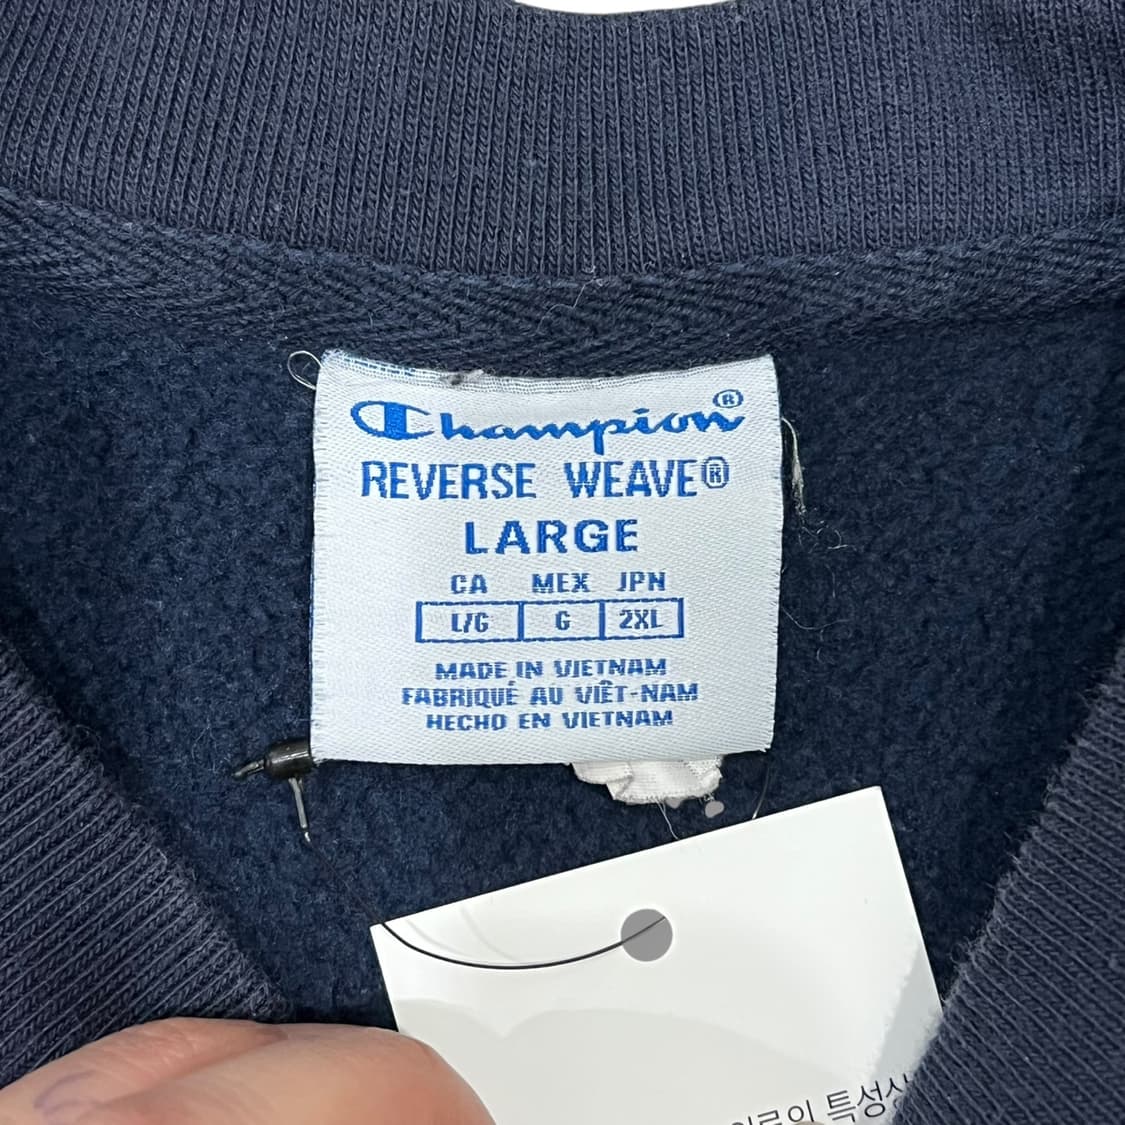 Champion®
REVERSE WEAVE®
LARGE
CA MEX JPN
L/G G 2XL
MADE IN VIETNAM
FABRIQUÉ AU VIÊT-NAM
HECHO EN VIETNAM